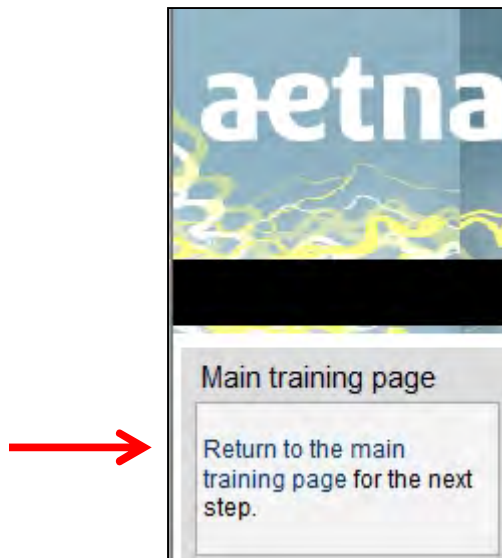 aetna
Main training page
Return to the main
training page for the next
step.